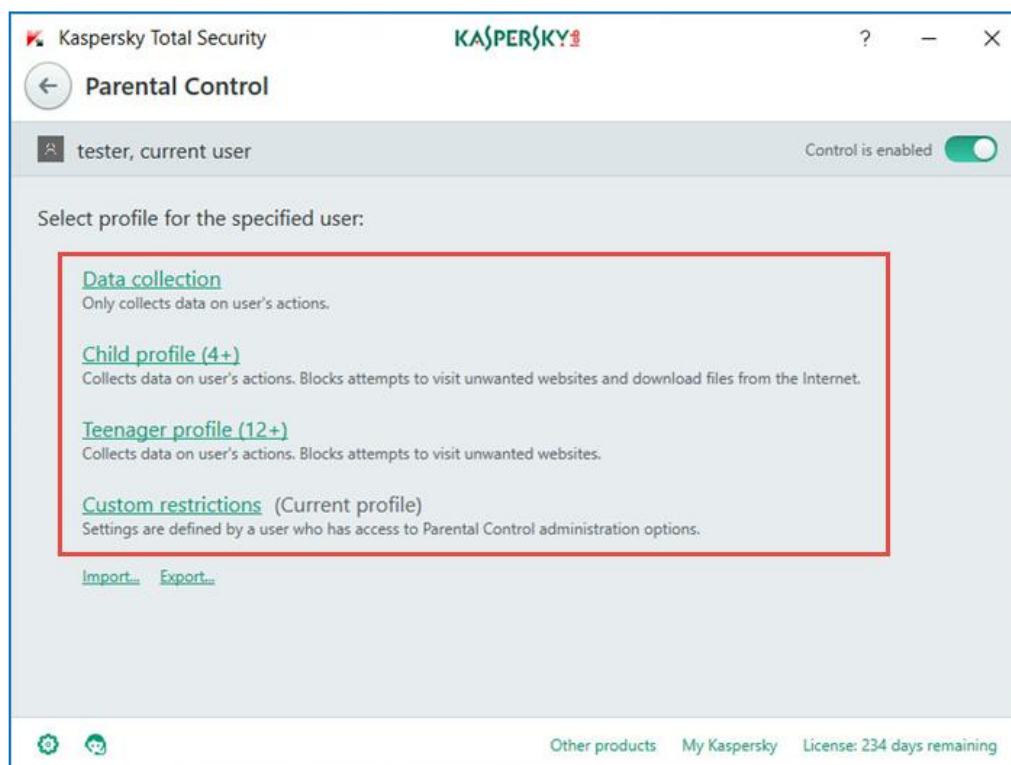 Kaspersky Total Security
KASPERSKY lab
?
Parental Control
tester, current user
Control is enabled
Select profile for the specified user:
Data collection
Only collects data on user's actions.
Child profile (4+)
Collects data on user's actions. Blocks attempts to visit unwanted websites and download files from the Internet.
Teenager profile (12+)
Collects data on user's actions. Blocks attempts to visit unwanted websites.
Custom restrictions (Current profile)
Settings are defined by a user who has access to Parental Control administration options.
Import... Export...
Other products My Kaspersky License: 234 days remaining